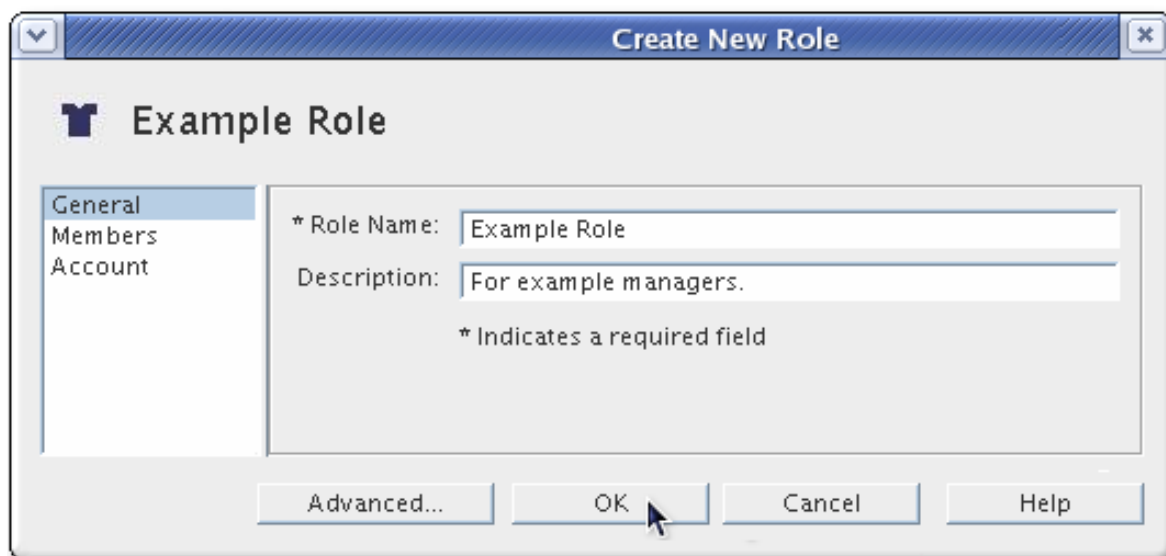 Create New Role
Example Role
General
Members
Account
* Role Name: Example Role
Description: For example managers.
* Indicates a required field
Advanced... OK Cancel Help